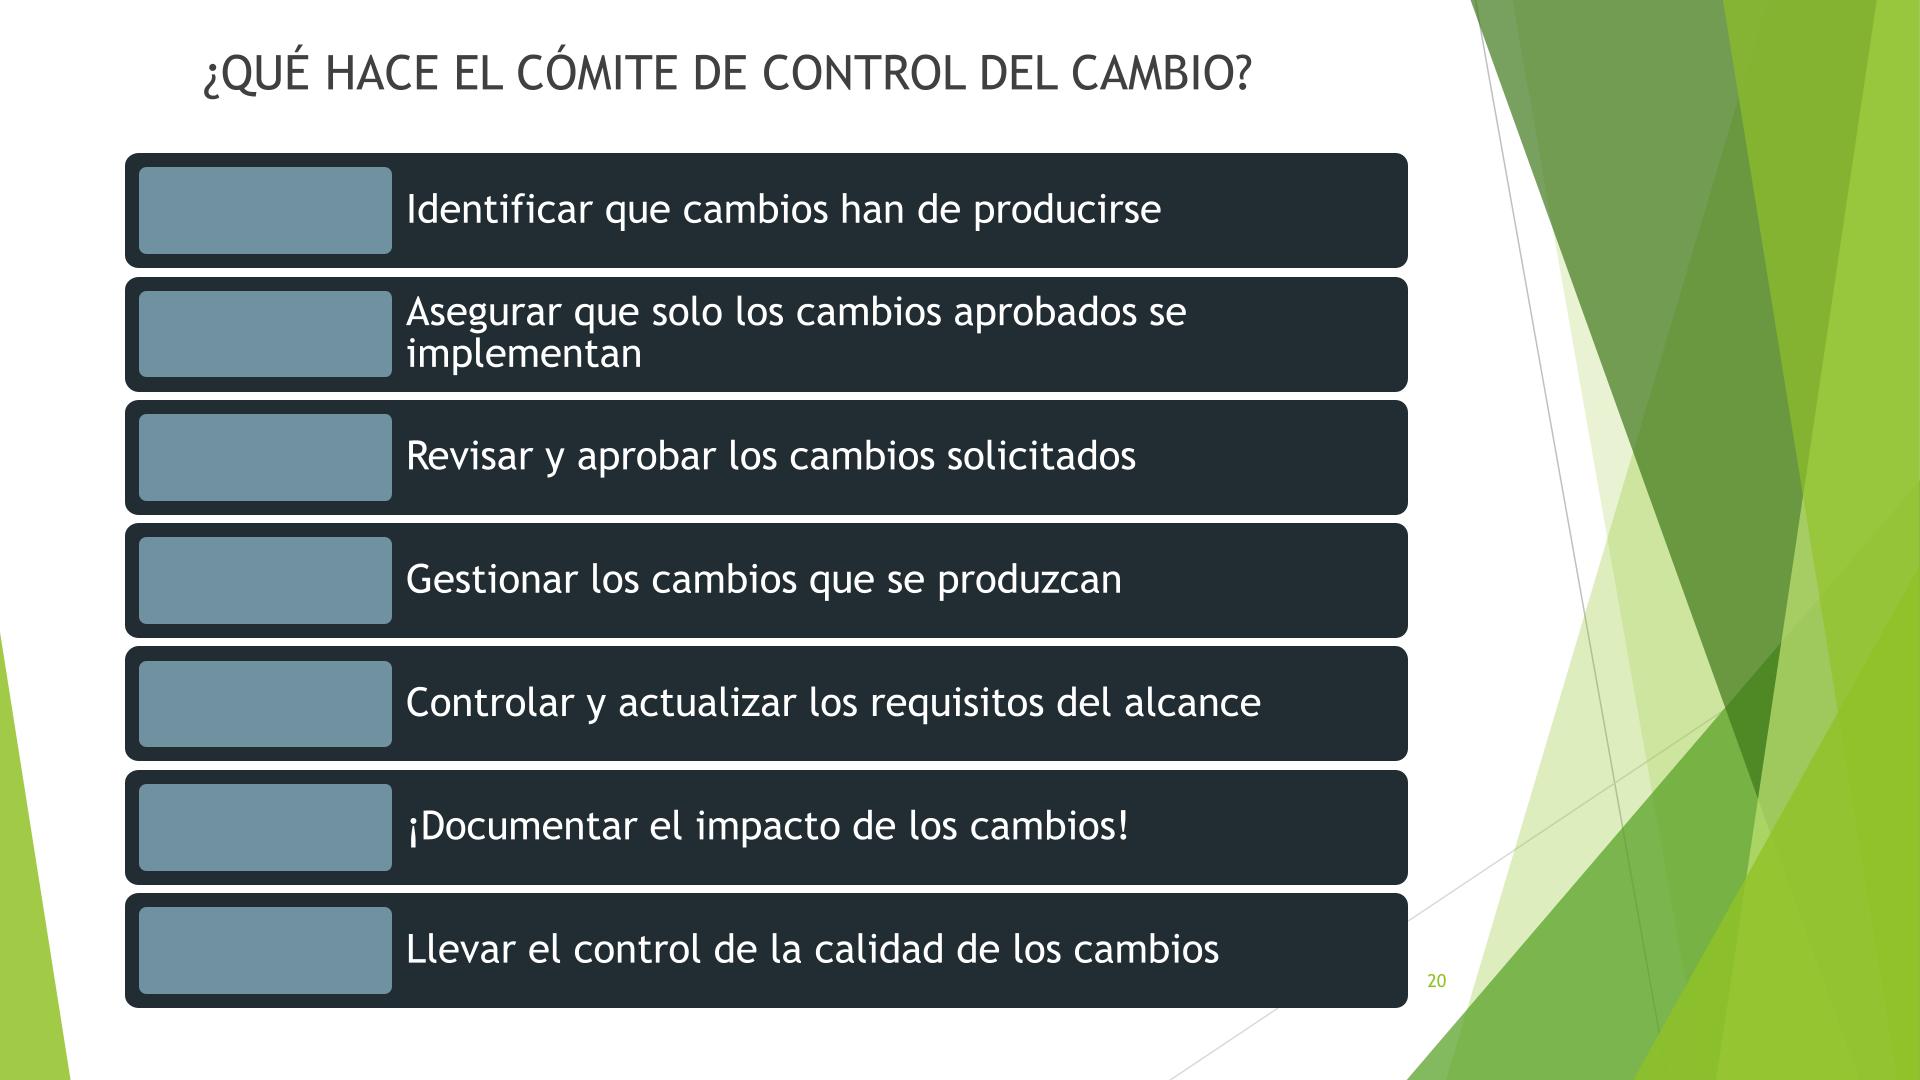 ¿QUÉ HACE EL CÓMITE DE CONTROL DEL CAMBIO?
Identificar que cambios han de producirse
Asegurar que solo los cambios aprobados se
implementan
Revisar y aprobar los cambios solicitados
Gestionar los cambios que se produzcan
Controlar y actualizar los requisitos del alcance
¡Documentar el impacto de los cambios!
Llevar el control de la calidad de los cambios
20